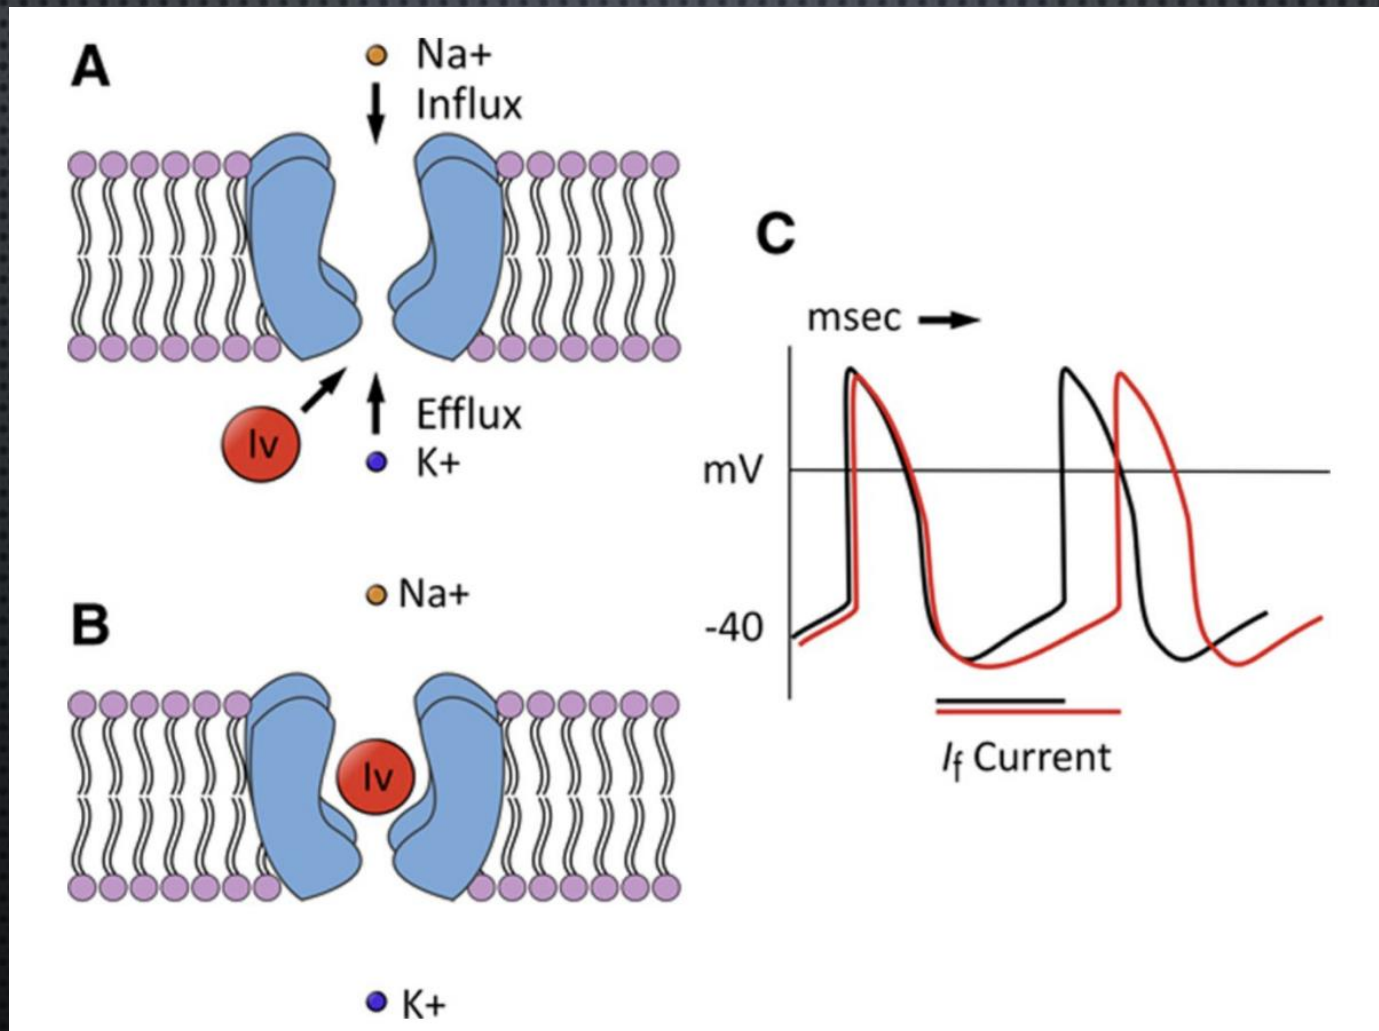 A
Na+
Influx
Iv
Efflux
K+
B
Na+
Iv
K+
C
msec
mV
-40
If Current